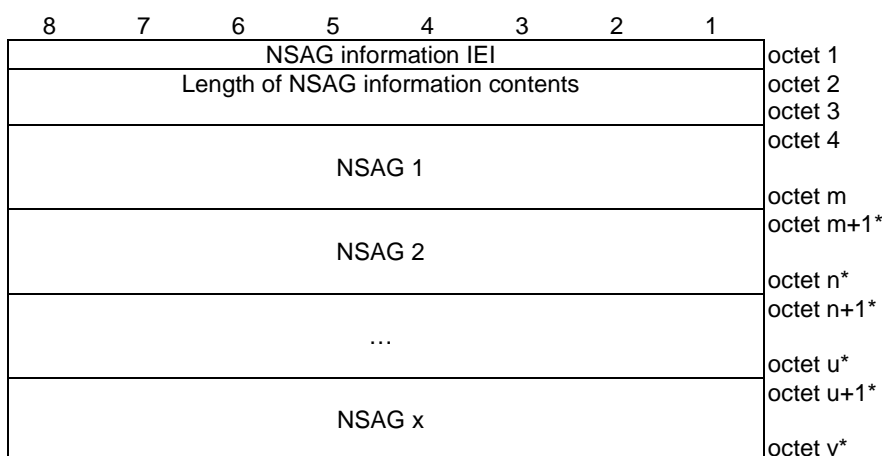 8 7 6 5 4 3 2 1
NSAG information IEI octet 1
Length of NSAG information contents octet 2
octet 3
octet 4
NSAG 1
octet m
octet m+1*
NSAG 2
octet n*
octet n+1*
…
octet u*
octet u+1*
NSAG x
octet v*